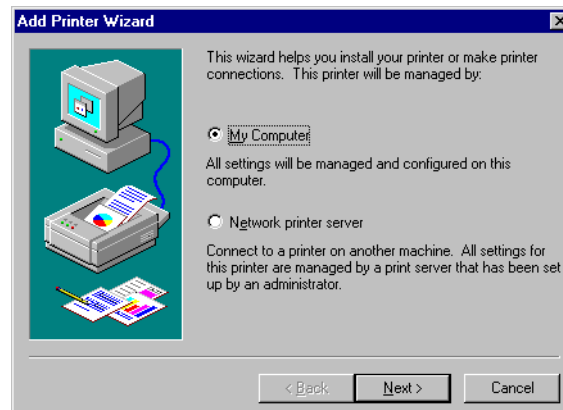 Add Printer Wizard
This wizard helps you install your printer or make printer
connections. This printer will be managed by:
My Computer
All settings will be managed and configured on this
computer.
Network printer server
Connect to a printer on another machine. All settings for
this printer are managed by a print server that has been set
up by an administrator.
< Back
Next >
Cancel